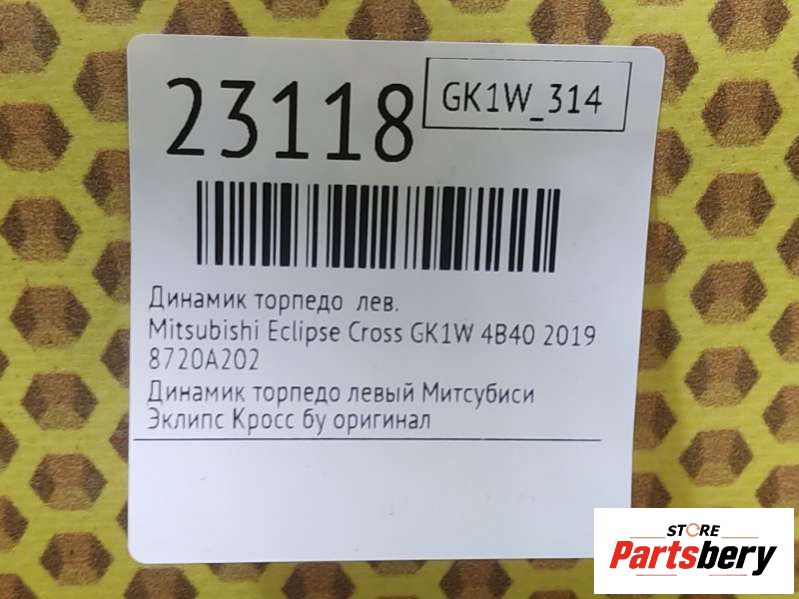 23118
GK1W_314
Динамик торпедо лев.
Mitsubishi Eclipse Cross GK1W 4B40 2019
8720A202
Динамик торпедо левый Митсубиси
Эклипс Кросс бу оригинал
STORE
Partsbery